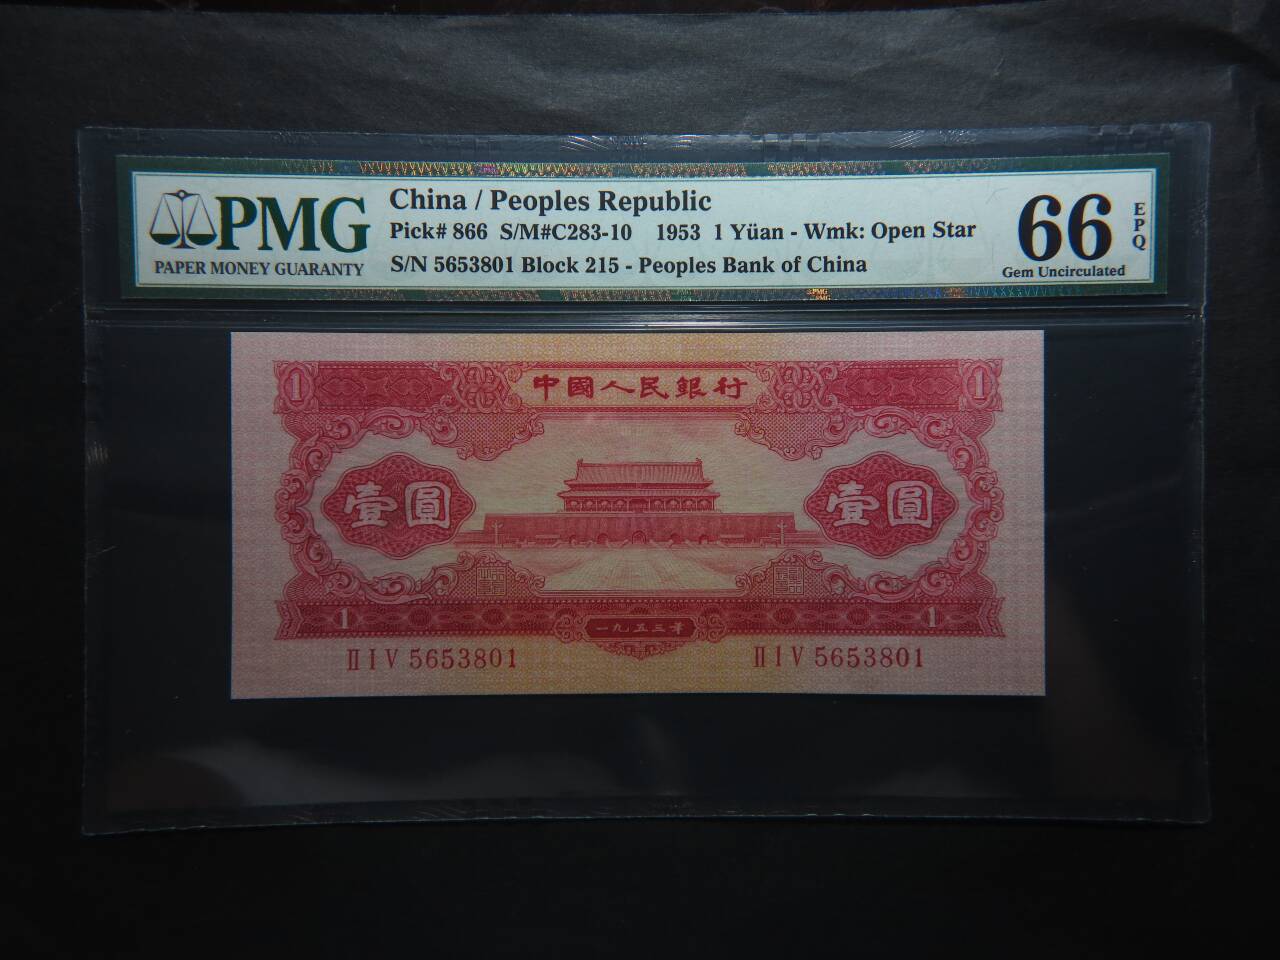 PMG
PAPER MONEY GUARANTY
China / Peoples Republic
Pick# 866 S/M#C283-10 1953 1 Yüan - Wmk: Open Star
S/N 5653801 Block 215 - Peoples Bank of China
66
EPQ
Gem Uncirculated
PMG
PMG
1 中國人民銀行 1
壹圓 壹圓
1 1
一九五三年
II I V 5653801 II I V 5653801